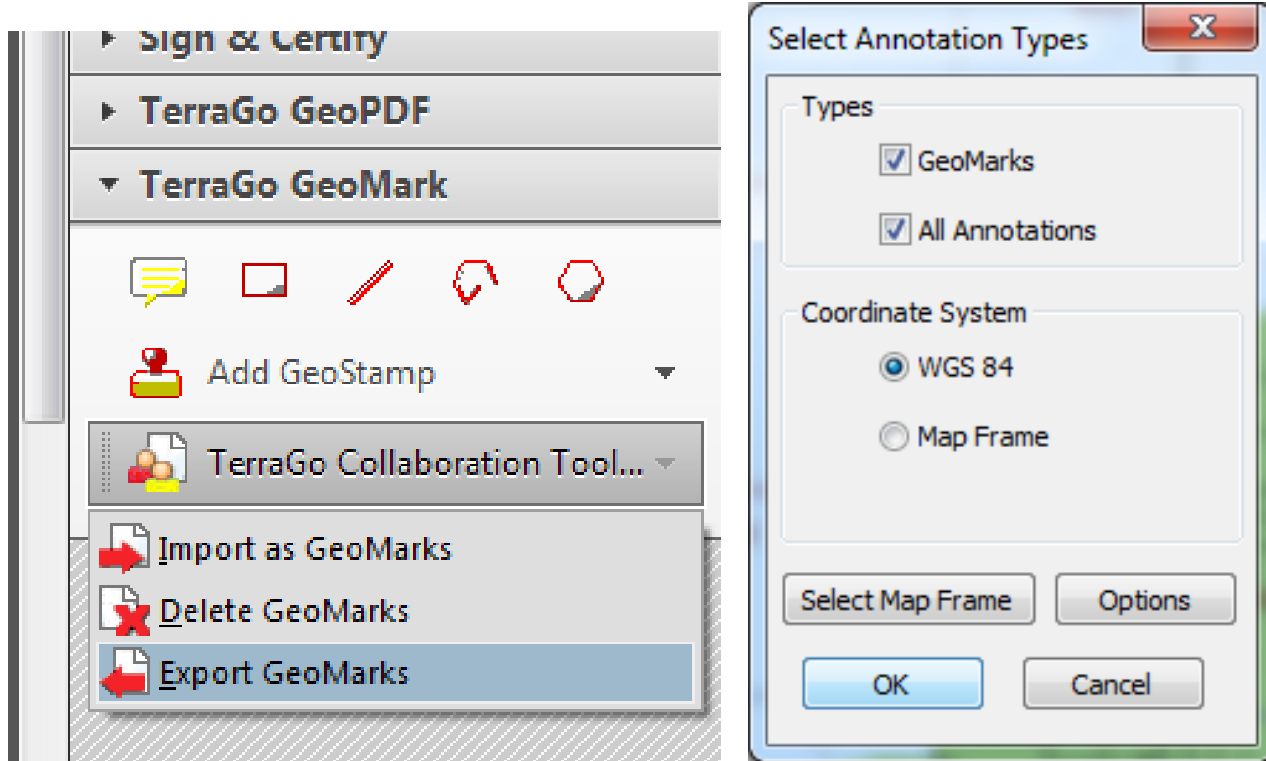 Sign & Certify
TerraGo GeoPDF
TerraGo GeoMark
Add GeoStamp
TerraGo Collaboration Tool...
Import as GeoMarks
Delete GeoMarks
Export GeoMarks
Select Annotation Types
Types
GeoMarks
All Annotations
Coordinate System
WGS 84
Map Frame
Select Map Frame
Options
OK
Cancel